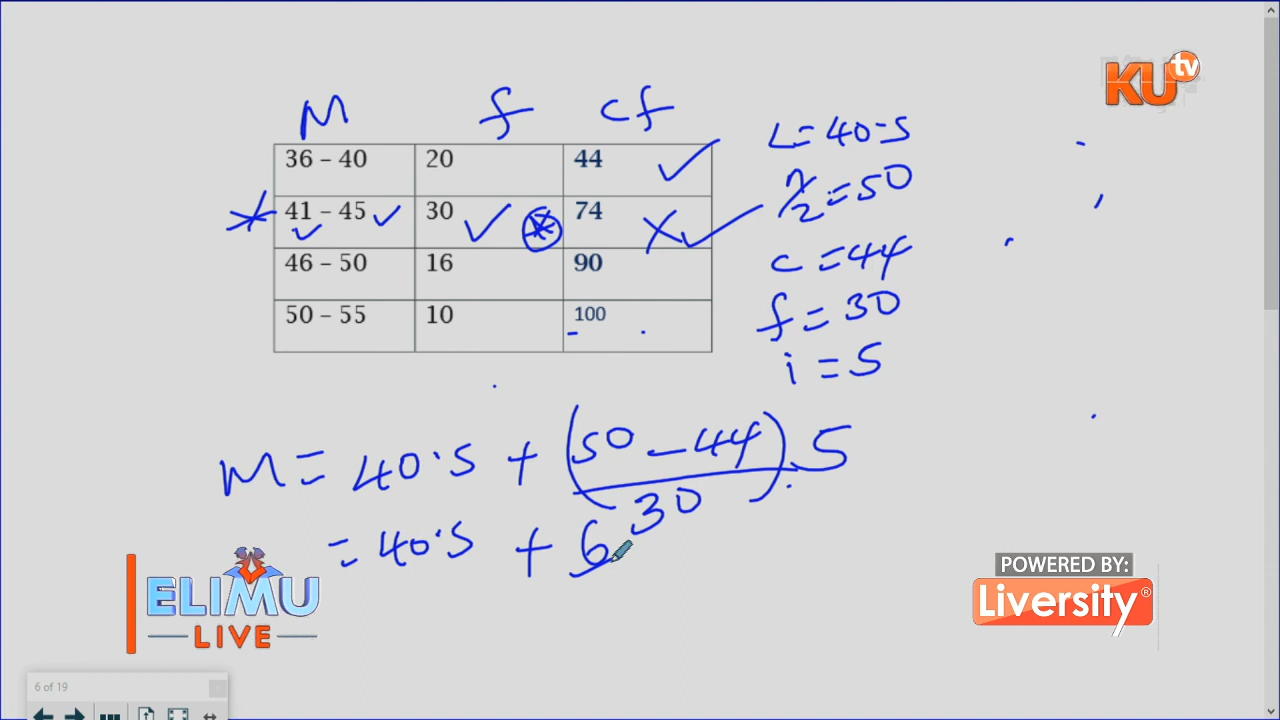 KU tv
M f cf
L = 40.5
36 – 40 20 44
n/2 = 50
41 – 45 30 74
c = 44
46 – 50 16 90
f = 30
50 – 55 10 100
i = 5
M = 40.5 + (50 – 44 / 30) . 5
= 40.5 + 6
ELIMU
LIVE
POWERED BY:
Liversity®
6 of 19